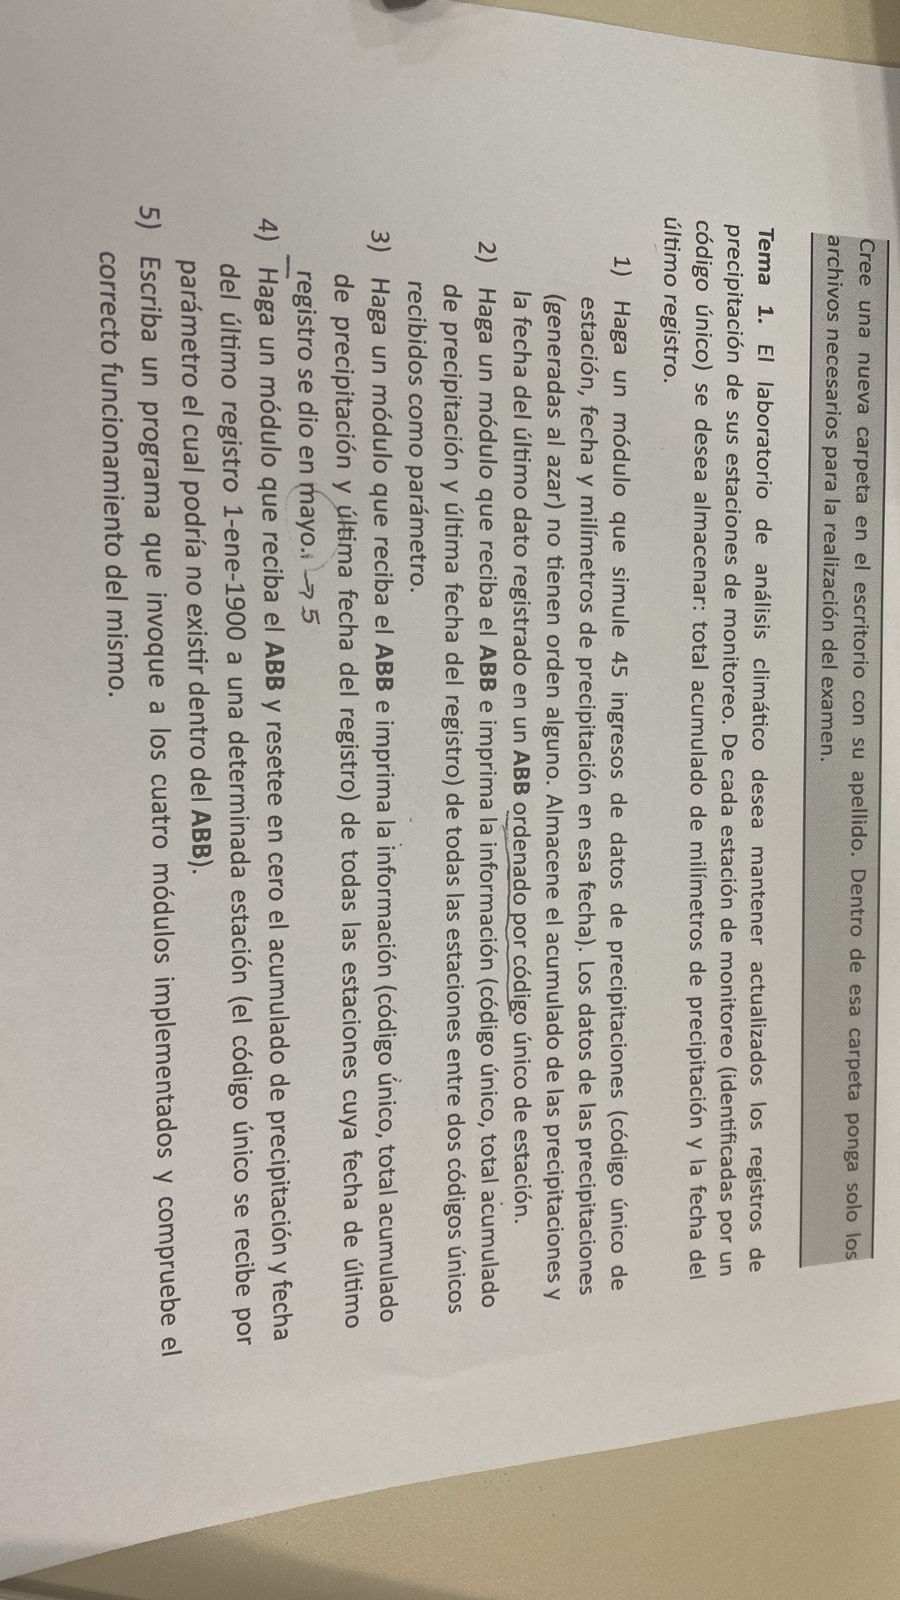 Cree una nueva carpeta en el escritorio con su apellido. Dentro de esa carpeta ponga solo los
archivos necesarios para la realización del examen.
Tema 1. El laboratorio de análisis climático desea mantener actualizados los registros de
precipitación de sus estaciones de monitoreo. De cada estación de monitoreo (identificadas por un
código único) se desea almacenar: total acumulado de milímetros de precipitación y la fecha del
último registro.
1) Haga un módulo que simule 45 ingresos de datos de precipitaciones (código único de
estación, fecha y milímetros de precipitación en esa fecha). Los datos de las precipitaciones
(generadas al azar) no tienen orden alguno. Almacene el acumulado de las precipitaciones y
la fecha del último dato registrado en un ABB ordenado por código único de estación.
2) Haga un módulo que reciba el ABB e imprima la información (código único, total acumulado
de precipitación y última fecha del registro) de todas las estaciones entre dos códigos únicos
recibidos como parámetro.
3) Haga un módulo que reciba el ABB e imprima la información (código único, total acumulado
de precipitación y última fecha del registro) de todas las estaciones cuya fecha de último
registro se dio en mayo. → 5
4) Haga un módulo que reciba el ABB y resetee en cero el acumulado de precipitación y fecha
del último registro 1-ene-1900 a una determinada estación (el código único se recibe por
parámetro el cual podría no existir dentro del ABB).
5) Escriba un programa que invoque a los cuatro módulos implementados y compruebe el
correcto funcionamiento del mismo.